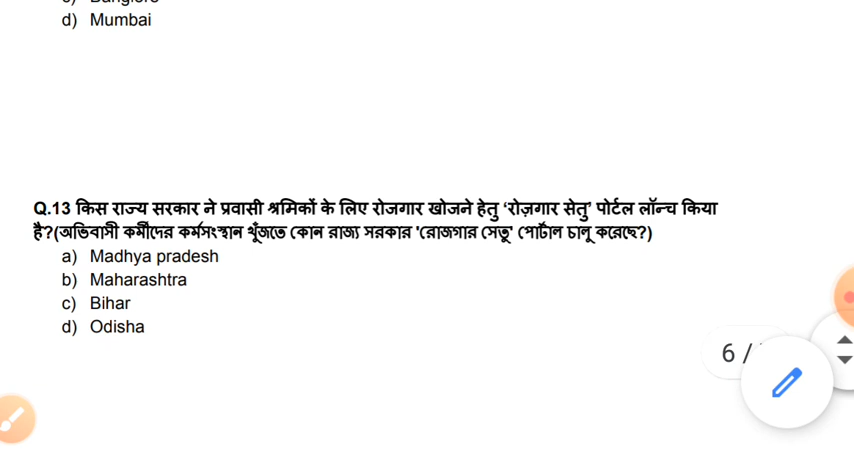 d) Mumbai
Q.13 किस राज्य सरकार ने प्रवासी श्रमिकों के लिए रोजगार खोजने हेतु ‘रोज़गार सेतु’ पोर्टल लॉन्च किया
है?(অভিবাসী কর্মীদের কর্মসংস্থান খুঁজতে কোন রাজ্য সরকার 'রোজগার সেতু' পোর্টাল চালু করেছে?)
a) Madhya pradesh
b) Maharashtra
c) Bihar
d) Odisha
6 /